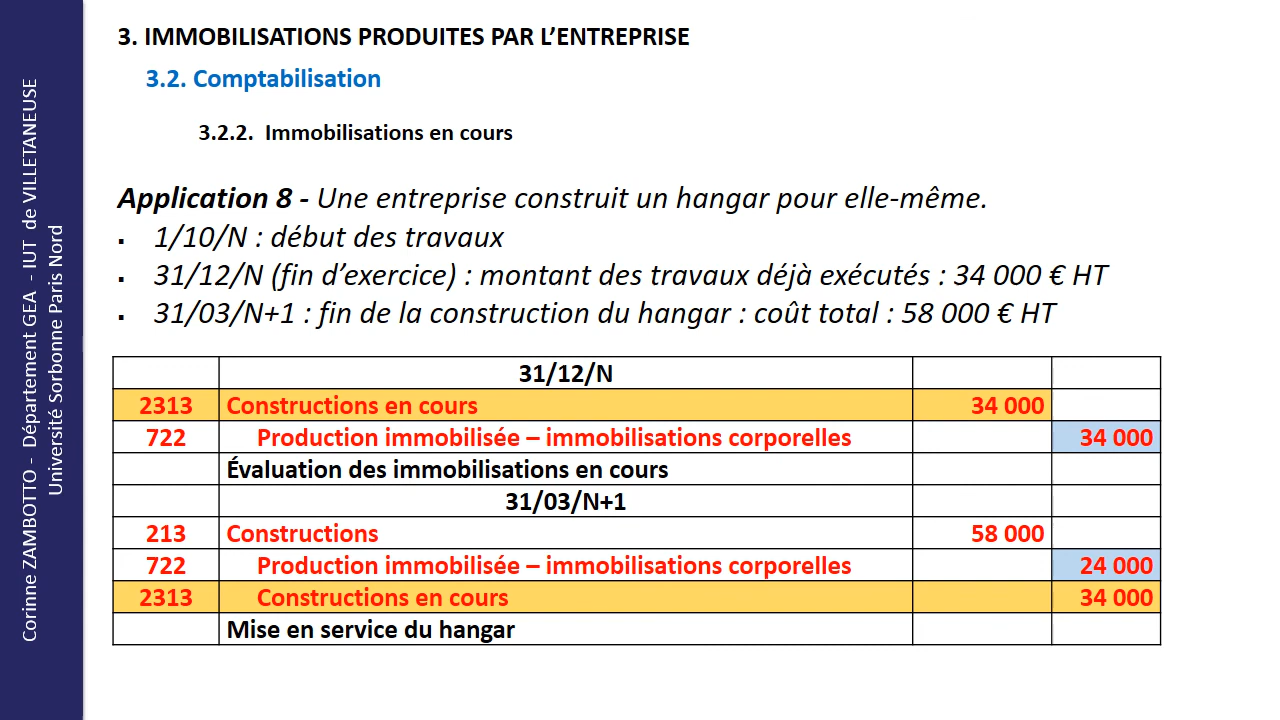 Corinne ZAMBOTTO - Département GEA - IUT de VILLETANEUSE
Université Sorbonne Paris Nord
3. IMMOBILISATIONS PRODUITES PAR L’ENTREPRISE
3.2. Comptabilisation
3.2.2. Immobilisations en cours
Application 8 - Une entreprise construit un hangar pour elle-même.
▪ 1/10/N : début des travaux
▪ 31/12/N (fin d’exercice) : montant des travaux déjà exécutés : 34 000 € HT
▪ 31/03/N+1 : fin de la construction du hangar : coût total : 58 000 € HT
31/12/N
2313 Constructions en cours 34 000
722 Production immobilisée – immobilisations corporelles 34 000
Évaluation des immobilisations en cours
31/03/N+1
213 Constructions 58 000
722 Production immobilisée – immobilisations corporelles 24 000
2313 Constructions en cours 34 000
Mise en service du hangar